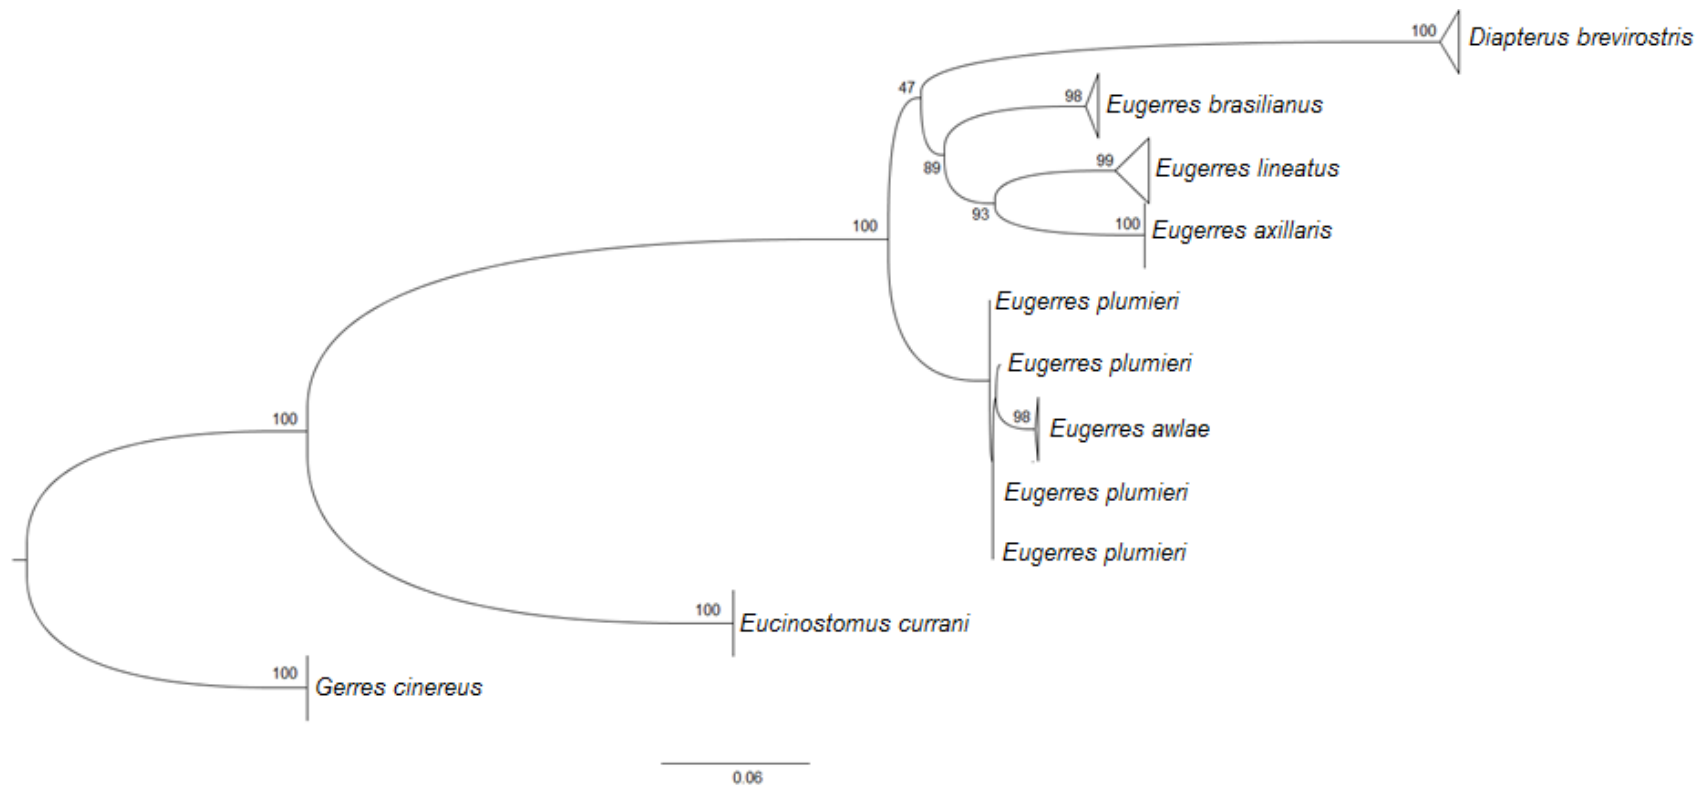 100 Diapterus brevirostris
47
98 Eugerres brasilianus
89
99 Eugerres lineatus
93
100 Eugerres axillaris
100
Eugerres plumieri
Eugerres plumieri
98 Eugerres awlae
100
Eugerres plumieri
Eugerres plumieri
100 Eucinostomus currani
100 Gerres cinereus
0.06